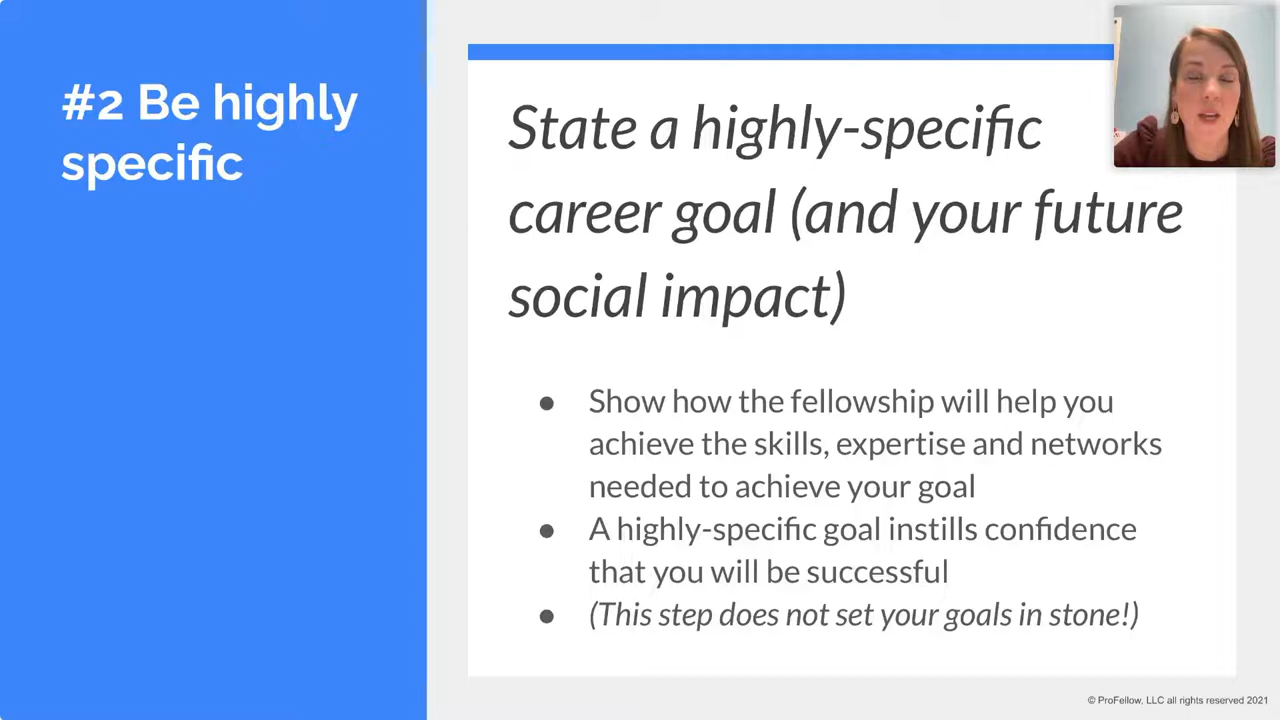 #2 Be highly
specific
State a highly-specific
career goal (and your future
social impact)
● Show how the fellowship will help you
achieve the skills, expertise and networks
needed to achieve your goal
● A highly-specific goal instills confidence
that you will be successful
● (This step does not set your goals in stone!)
© ProFellow, LLC all rights reserved 2021